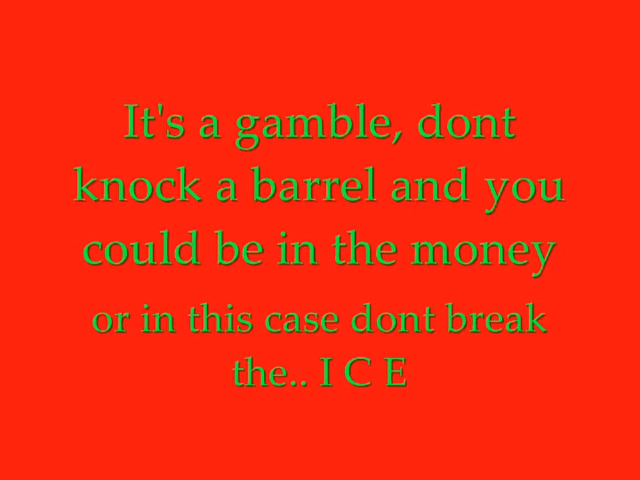 It's a gamble, dont
knock a barrel and you
could be in the money
or in this case dont break
the.. I C E